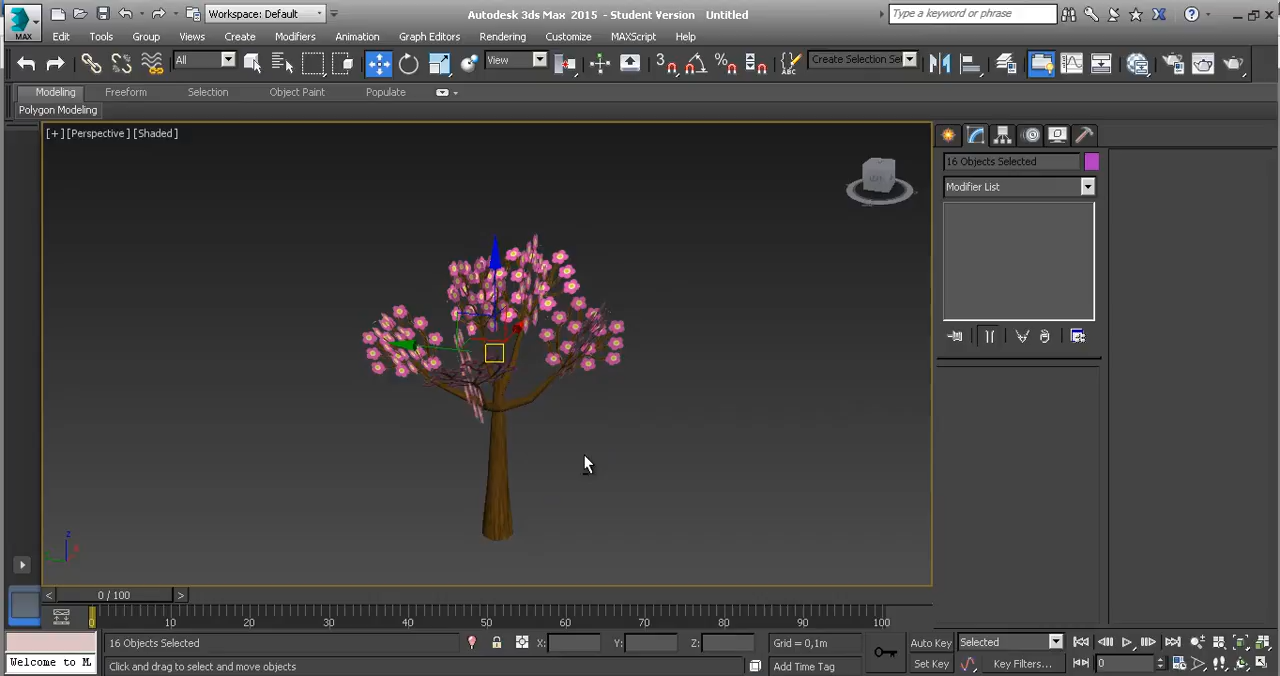 Workspace: Default
Autodesk 3ds Max 2015 - Student Version Untitled
Type a keyword or phrase
MAX
Edit Tools Group Views Create Modifiers Animation Graph Editors Rendering Customize MAXScript Help
All
View
3
ABC
Create Selection Se
Modeling Freeform Selection Object Paint Populate
Polygon Modeling
[+] [Perspective] [Shaded]
16 Objects Selected
Modifier List
z
0 / 100
0 10 20 30 40 50 60 70 80 90 100
16 Objects Selected
X: Y: Z:
Grid = 0,1m
Auto Key
Selected
Welcome to M
Click and drag to select and move objects
Add Time Tag
Set Key
Key Filters...
0